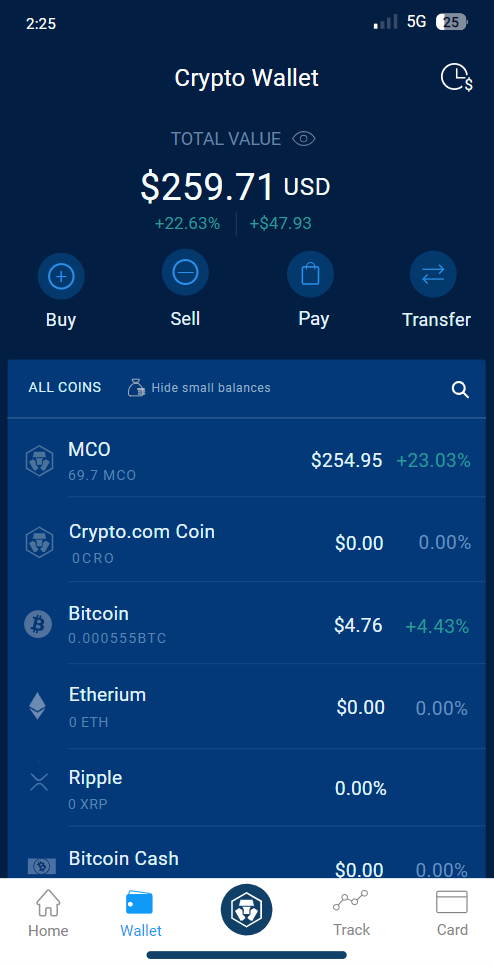 2:25 5G 25
Crypto Wallet
$
TOTAL VALUE
$259.71 USD
+22.63% +$47.93
Buy Sell Pay Transfer
ALL COINS Hide small balances
MCO $254.95 +23.03%
69.7 MCO
Crypto.com Coin $0.00 0.00%
0CRO
Bitcoin $4.76 +4.43%
0.000555BTC
Etherium $0.00 0.00%
0 ETH
Ripple 0.00%
0 XRP
Bitcoin Cash $0.00 0.00%
Home Wallet Track Card